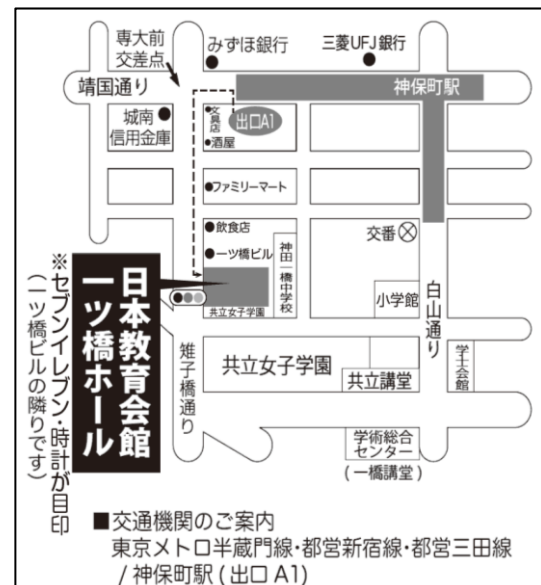 専大前
交差点
みずほ銀行
三菱UFJ銀行
靖国通り
神保町駅
城南
信用金庫
文具店
出口A1
酒屋
ファミリーマート
飲食店
一ツ橋ビル
神田一橋中学校
交番
共立女子学園
小学館
白山通り
日本教育会館
一ツ橋ホール
※セブンイレブン・時計が目印
(一ツ橋ビルの隣りです)
雉子橋通り
共立女子学園
共立講堂
学士会館
学術総合
センター
(一橋講堂)
■交通機関のご案内
東京メトロ半蔵門線・都営新宿線・都営三田線
/ 神保町駅(出口 A1)